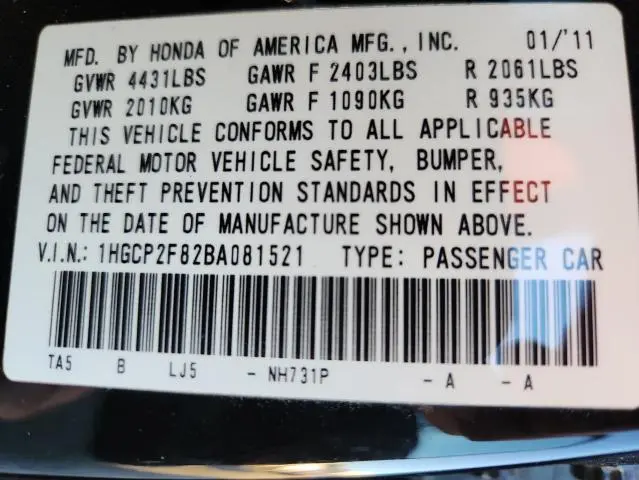 MFD. BY HONDA OF AMERICA MFG., INC. 01/'11
GVWR 4431LBS GAWR F 2403LBS R 2061LBS
GVWR 2010KG GAWR F 1090KG R 935KG
THIS VEHICLE CONFORMS TO ALL APPLICABLE
FEDERAL MOTOR VEHICLE SAFETY, BUMPER,
AND THEFT PREVENTION STANDARDS IN EFFECT
ON THE DATE OF MANUFACTURE SHOWN ABOVE.
V.I.N.: 1HGCP2F82BA081521 TYPE: PASSENGER CAR
TA5 B LJ5 - NH731P - A - A